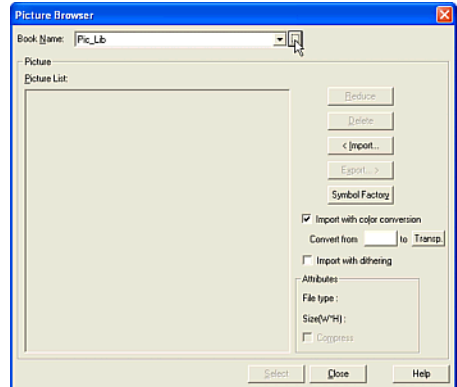 Picture Browser
Book Name: Pic_Lib
Picture
Picture List:
Reduce
Delete
< Import...
Export... >
Symbol Factory
Import with color conversion
Convert from to Transp.
Import with dithering
Attributes
File type :
Size(W*H) :
Compress
Select Close Help